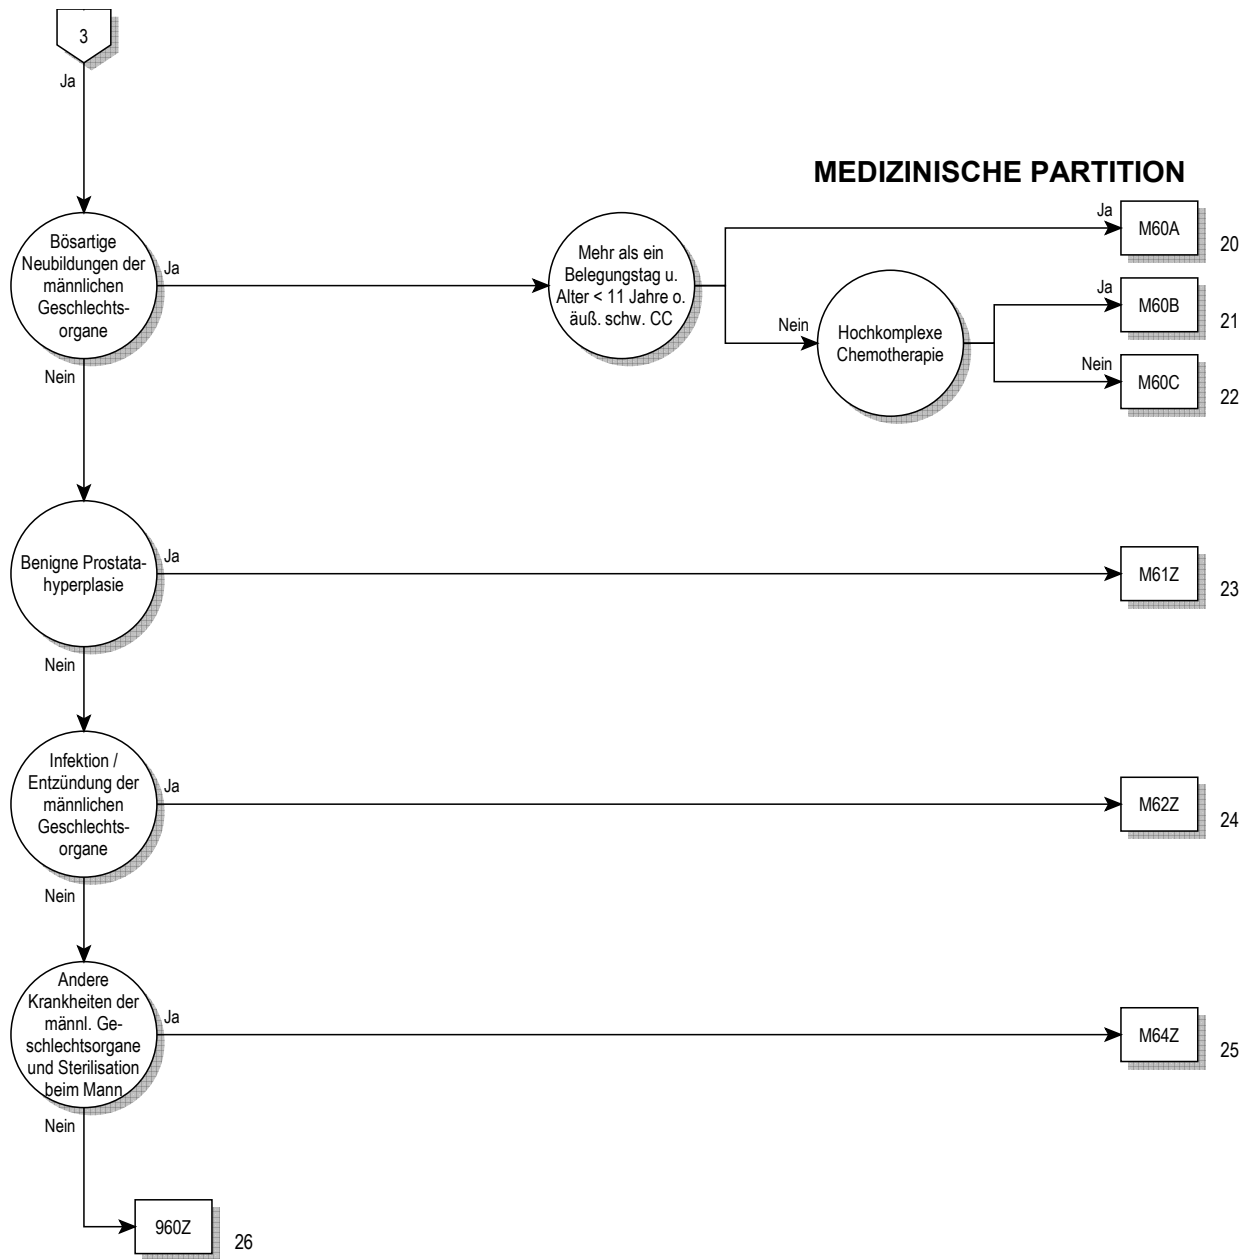 3
Ja
MEDIZINISCHE PARTITION
Bösartige
Neubildungen der
männlichen
Geschlechts-
organe
Ja
Mehr als ein
Belegungstag u.
Alter < 11 Jahre o.
äuß. schw. CC
Ja
M60A
20
Nein
Hochkomplexe
Chemotherapie
Ja
M60B
21
Nein
M60C
22
Nein
Benigne Prostata-
hyperplasie
Ja
M61Z
23
Nein
Infektion /
Entzündung der
männlichen
Geschlechts-
organe
Ja
M62Z
24
Nein
Andere
Krankheiten der
männl. Ge-
schlechtsorgane
und Sterilisation
beim Mann
Ja
M64Z
25
Nein
960Z
26